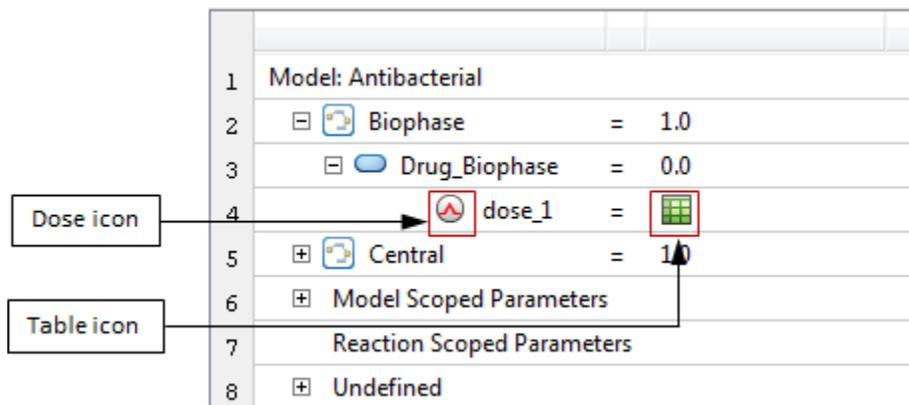 1 Model: Antibacterial
2 Biophase = 1.0
3 Drug_Biophase = 0.0
Dose icon
4 dose_1 =
5 Central = 1.0
6 Model Scoped Parameters
Table icon
7 Reaction Scoped Parameters
8 Undefined